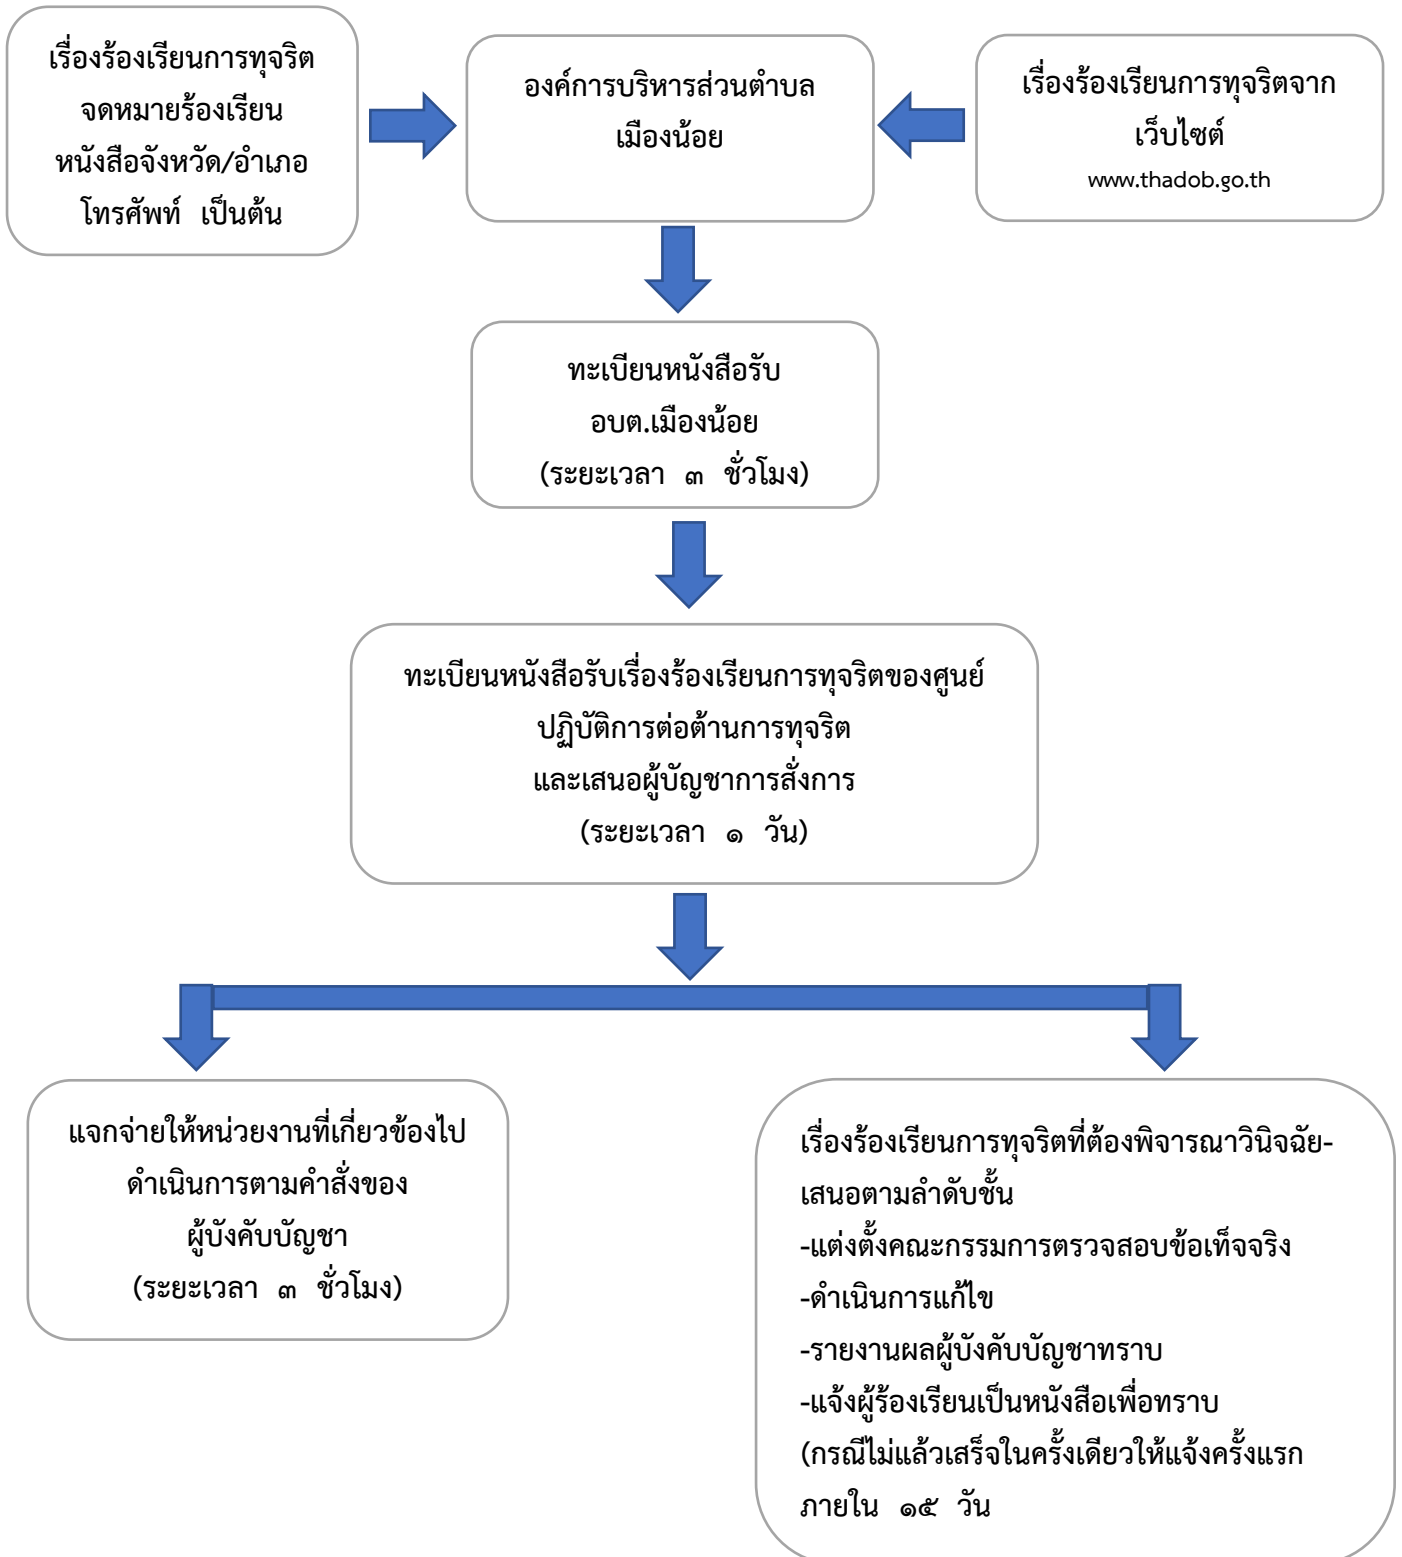 เรื่องร้องเรียนการทุจริต
จดหมายร้องเรียน
หนังสือจังหวัด/อำเภอ
โทรศัพท์ เป็นต้น
องค์การบริหารส่วนตำบล
เมืองน้อย
เรื่องร้องเรียนการทุจริตจาก
เว็บไซต์
www.thadob.go.th
ทะเบียนหนังสือรับ
อบต.เมืองน้อย
(ระยะเวลา ๓ ชั่วโมง)
ทะเบียนหนังสือรับเรื่องร้องเรียนการทุจริตของศูนย์
ปฏิบัติการต่อต้านการทุจริต
และเสนอผู้บัญชาการสั่งการ
(ระยะเวลา ๑ วัน)
แจกจ่ายให้หน่วยงานที่เกี่ยวข้องไป
ดำเนินการตามคำสั่งของ
ผู้บังคับบัญชา
(ระยะเวลา ๓ ชั่วโมง)
เรื่องร้องเรียนการทุจริตที่ต้องพิจารณาวินิจฉัย-
เสนอตามลำดับชั้น
-แต่งตั้งคณะกรรมการตรวจสอบข้อเท็จจริง
-ดำเนินการแก้ไข
-รายงานผลผู้บังคับบัญชาทราบ
-แจ้งผู้ร้องเรียนเป็นหนังสือเพื่อทราบ
(กรณีไม่แล้วเสร็จในครั้งเดียวให้แจ้งครั้งแรก
ภายใน ๑๕ วัน